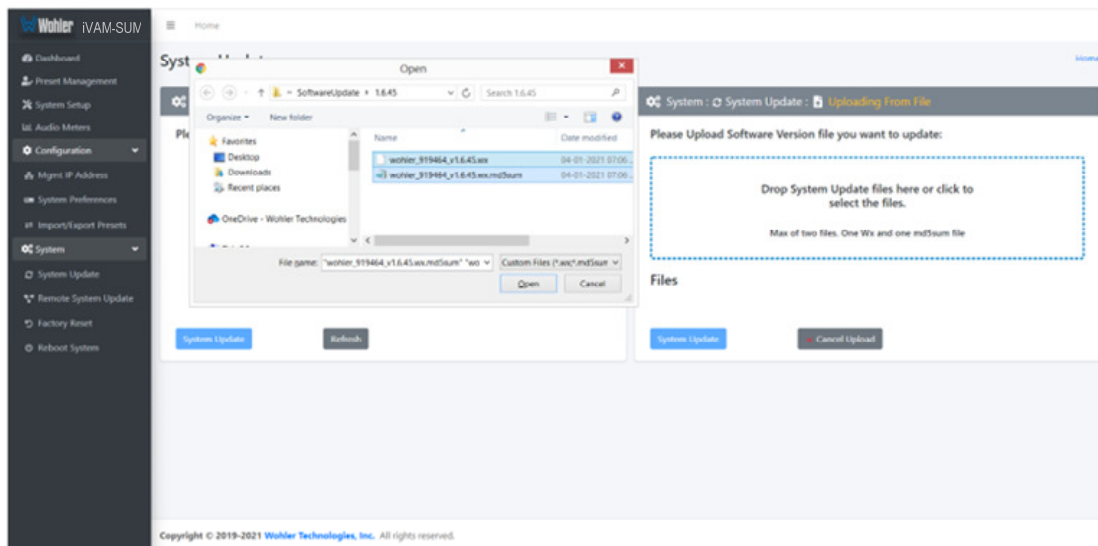 Wohler iVAM-SUM
Home
Dashboard
Preset Management
System Setup
Audio Meters
Configuration
Mgmt IP Address
System Preferences
Import/Export Presets
System
System Update
Remote System Update
Factory Reset
Reboot System
Home
Open
SoftwareUpdate 1.6.45
Search 1.6.45
Organize
New folder
Favorites
Desktop
Downloads
Recent places
OneDrive - Wohler Technologies
Name
Date modified
wohler_919464_v1.6.45.wx
04-01-2021 07:06...
wohler_919464_v1.6.45.wx.md5sum
04-01-2021 07:06...
File name: "wohler_919464_v1.6.45.wx.md5sum" "wo
Custom Files (*.wx;*.md5sum
Open
Cancel
System Update
Refresh
System : System Update : Uploading From File
Please Upload Software Version file you want to update:
Drop System Update files here or click to
select the files.
Max of two files. One Wx and one md5sum file
Files
System Update
Cancel Upload
Copyright © 2019-2021 Wohler Technologies, Inc. All rights reserved.